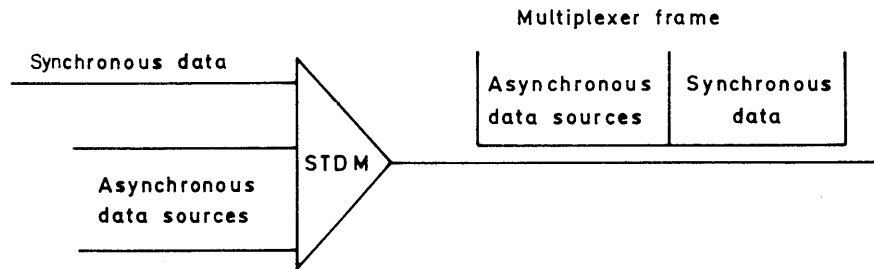 Multiplexer frame
Synchronous data
Asynchronous
data sources
Synchronous
data
STDM
Asynchronous
data sources